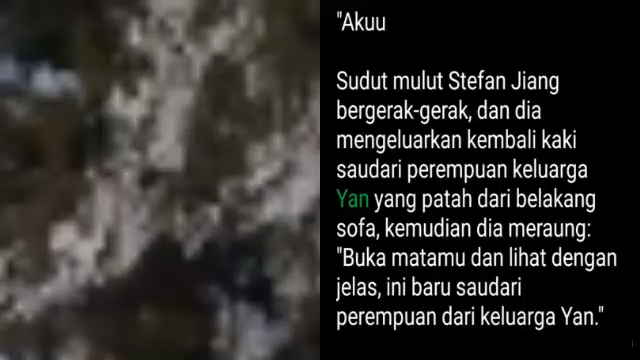 "Akuu
Sudut mulut Stefan Jiang
bergerak-gerak, dan dia
mengeluarkan kembali kaki
saudari perempuan keluarga
Yan yang patah dari belakang
sofa, kemudian dia meraung:
"Buka matamu dan lihat dengan
jelas, ini baru saudari
perempuan dari keluarga Yan."